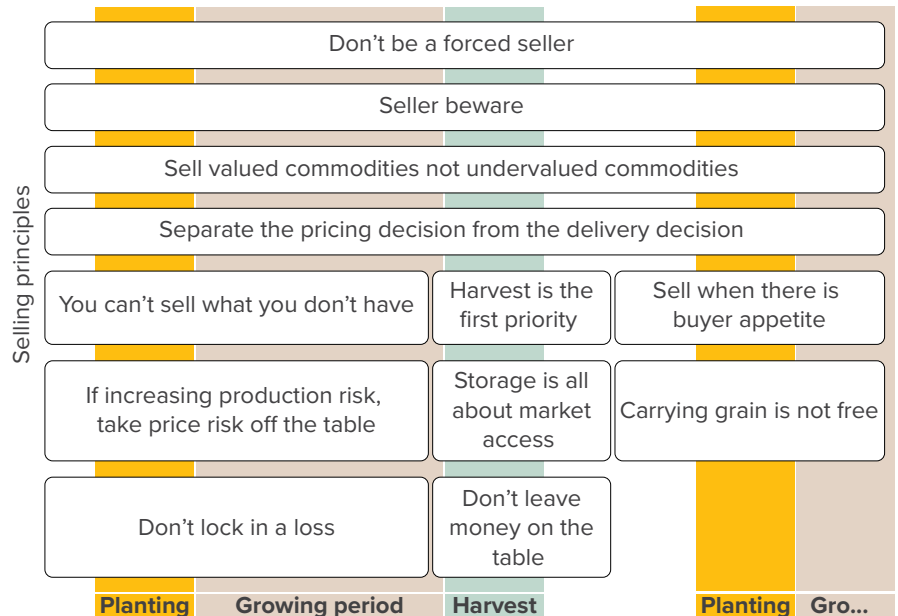 Don’t be a forced seller
Seller beware
Sell valued commodities not undervalued commodities
Separate the pricing decision from the delivery decision
Selling principles
You can’t sell what you don’t have
Harvest is the
first priority
Sell when there is
buyer appetite
If increasing production risk,
take price risk off the table
Storage is all
about market
access
Carrying grain is not free
Don’t lock in a loss
Don’t leave
money on the
table
Planting
Growing period
Harvest
Planting
Gro...